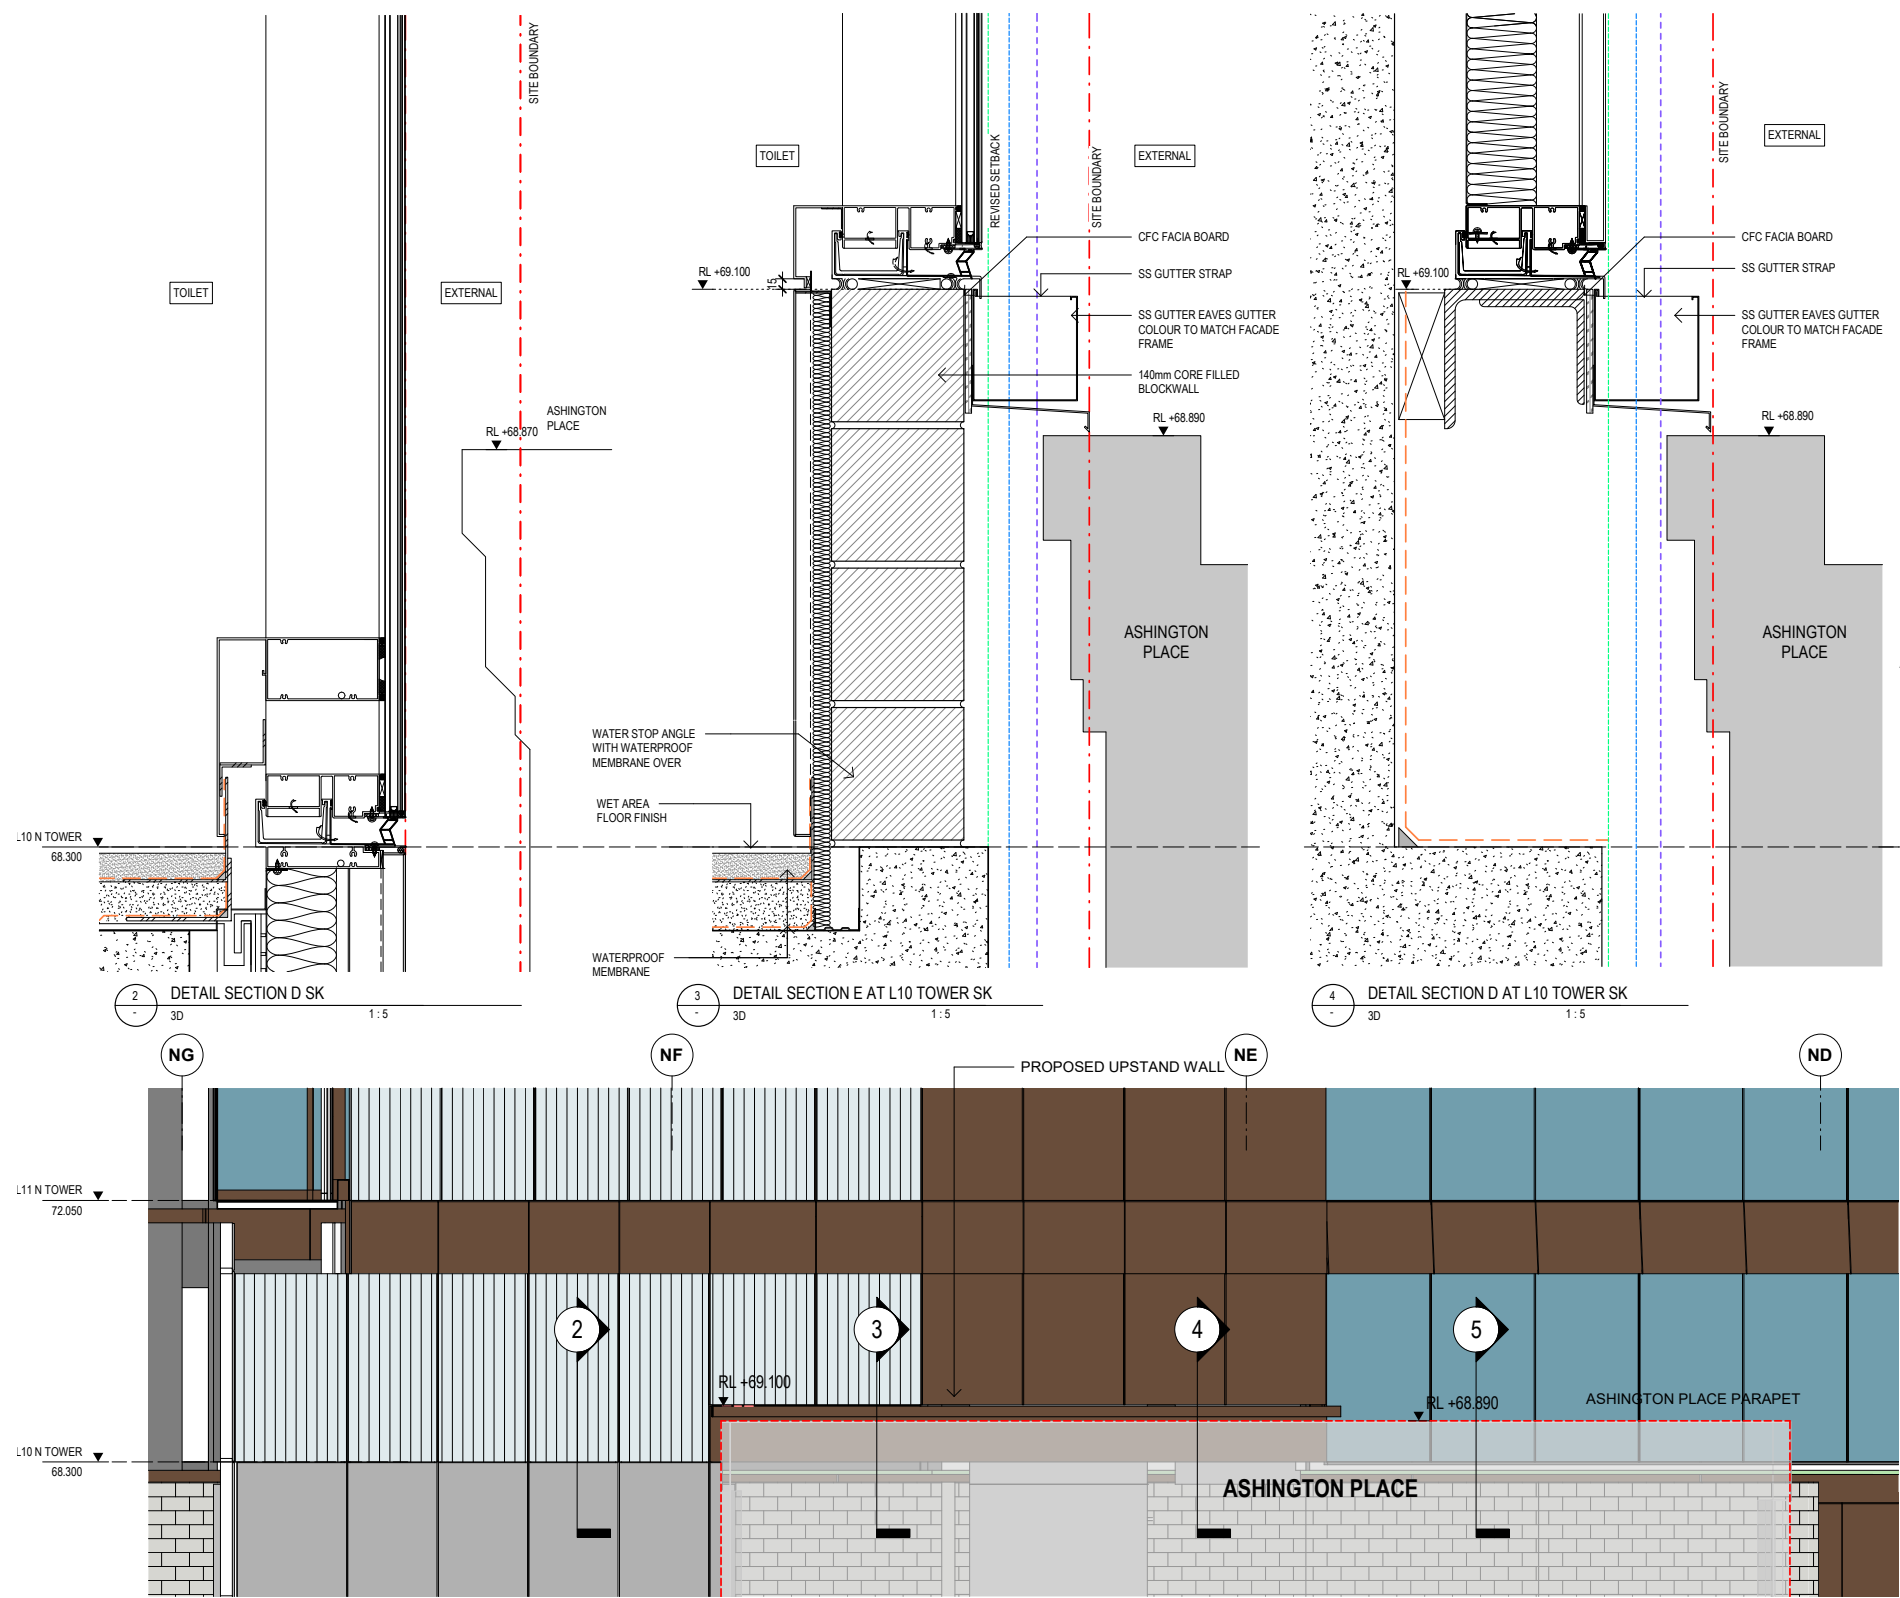 SITE BOUNDARY
TOILET
EXTERNAL
ASHINGTON
PLACE
RL +68.870
L10 N TOWER
68.300
2
-
DETAIL SECTION D SK
3D
1 : 5
TOILET
REVISED SETBACK
SITE BOUNDARY
EXTERNAL
CFC FACIA BOARD
RL +69.100
15
SS GUTTER STRAP
SS GUTTER EAVES GUTTER
COLOUR TO MATCH FACADE
FRAME
140mm CORE FILLED
BLOCKWALL
RL +68.890
ASHINGTON
PLACE
WATER STOP ANGLE
WITH WATERPROOF
MEMBRANE OVER
WET AREA
FLOOR FINISH
WATERPROOF
MEMBRANE
3
-
DETAIL SECTION E AT L10 TOWER SK
3D
1 : 5
SITE BOUNDARY
EXTERNAL
CFC FACIA BOARD
RL +69.100
SS GUTTER STRAP
SS GUTTER EAVES GUTTER
COLOUR TO MATCH FACADE
FRAME
RL +68.890
ASHINGTON
PLACE
4
-
DETAIL SECTION D AT L10 TOWER SK
3D
1 : 5
NG
NF
NE
ND
PROPOSED UPSTAND WALL
L11 N TOWER
72.050
2
3
4
5
RL +69.100
RL +68.890
ASHINGTON PLACE PARAPET
L10 N TOWER
68.300
ASHINGTON PLACE